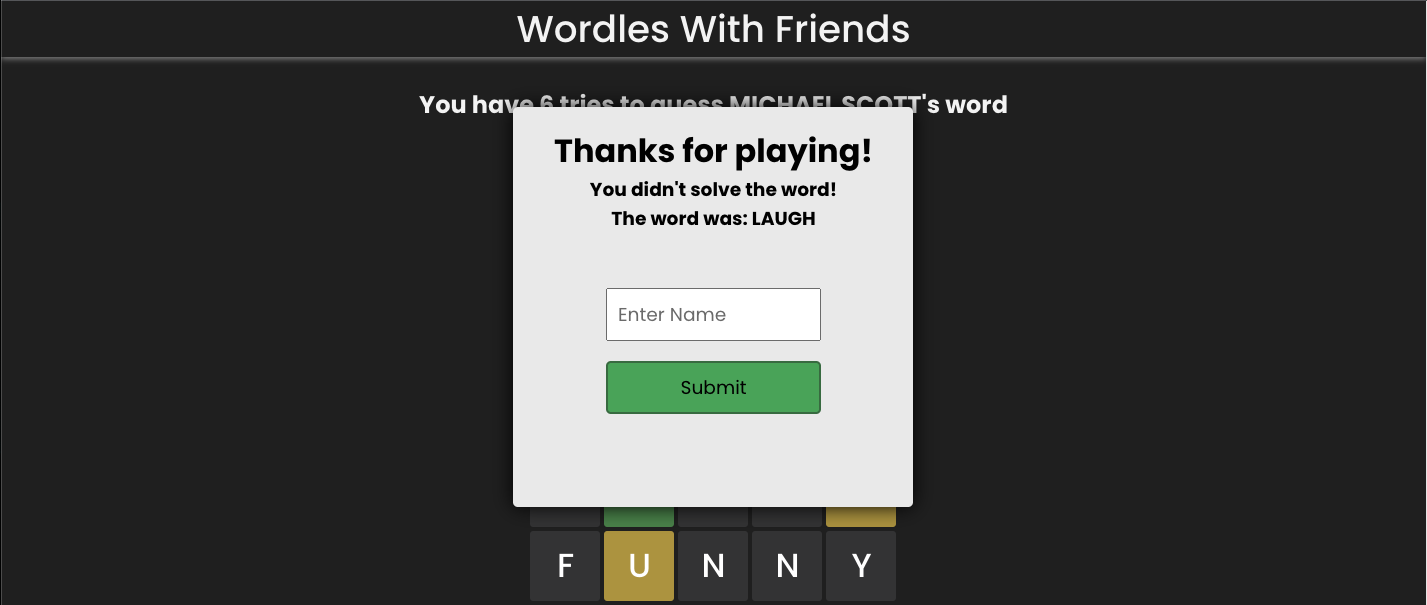 Wordles With Friends
You have 6 tries to guess MICHAEL SCOTT's word
Thanks for playing!
You didn't solve the word!
The word was: LAUGH
Enter Name
Submit
F U N N Y